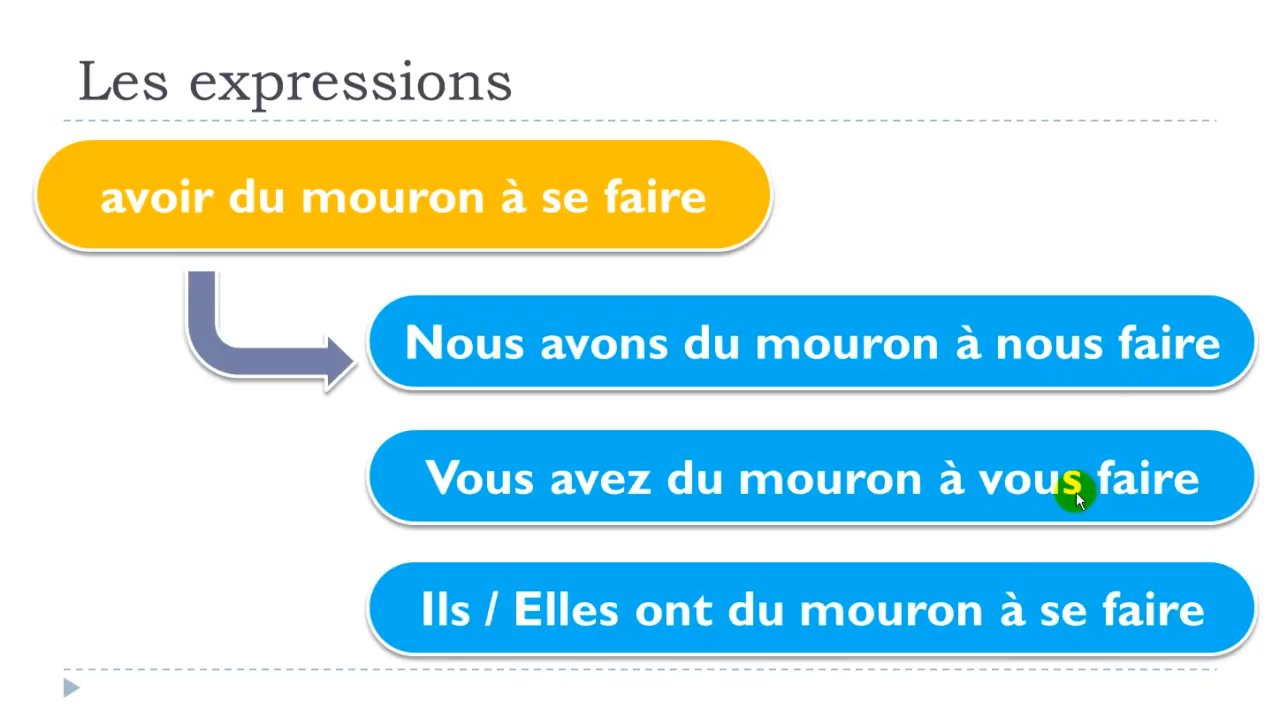 Les expressions
avoir du mouron à se faire
Nous avons du mouron à nous faire
Vous avez du mouron à vous faire
Ils / Elles ont du mouron à se faire